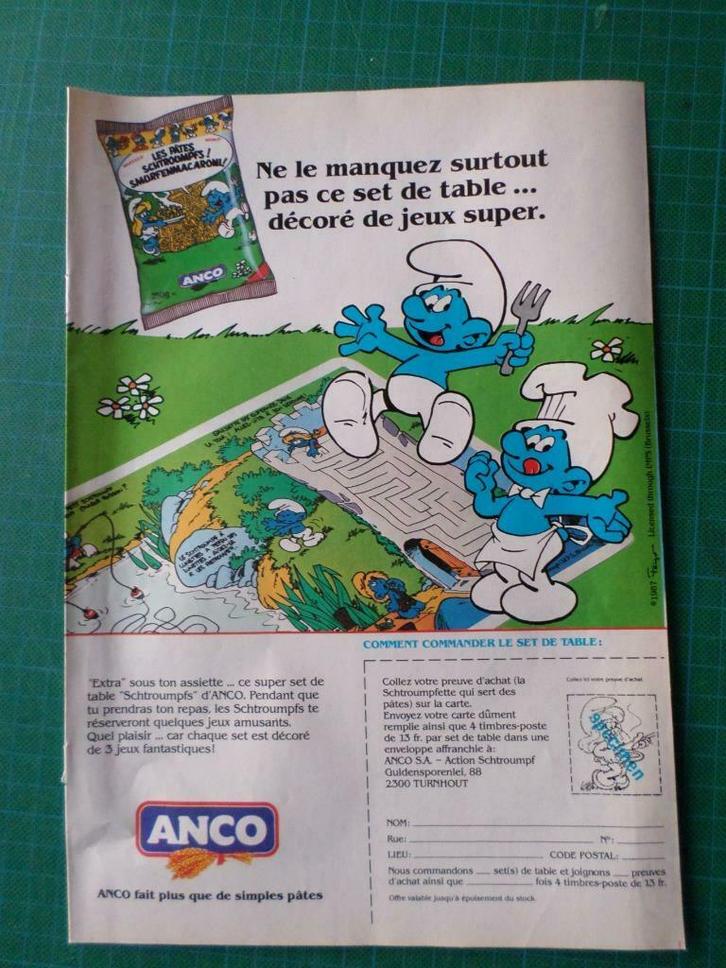 LES PÂTES
SCHTROUMPFS!
SMURFENMACARONI!
ANCO
Ne le manquez surtout
pas ce set de table ...
décoré de jeux super.
©1987 Peyo Licensed through I.M.P.S. (Brussels)
COMMENT COMMANDER LE SET DE TABLE:
"Extra" sous ton assiette ... ce super set de
table "Schtroumpfs" d'ANCO. Pendant que
tu prendras ton repas, les Schtroumpfs te
réserveront quelques jeux amusants.
Quel plaisir ... car chaque set est décoré
de 3 jeux fantastiques!
ANCO
ANCO fait plus de simples pâtes
Collez votre preuve d'achat (la
Schtroumpfette qui sert des
pâtes) sur la carte.
Envoyez votre carte dûment
remplie ainsi que 4 timbres-poste
de 13 fr. par set de table dans une
enveloppe affranchie à:
ANCO S.A. – Action Schtroumpf
Guldensporenlei, 88
2300 TURNHOUT
Collez ici votre preuve d'achat
specimen
NOM:
Rue: N°:
LIEU: CODE POSTAL:
Nous commandons set(s) de table et joignons preuves
d'achat ainsi que fois 4 timbres-poste de 13 fr.
Offre valable jusqu'à épuisement du stock.